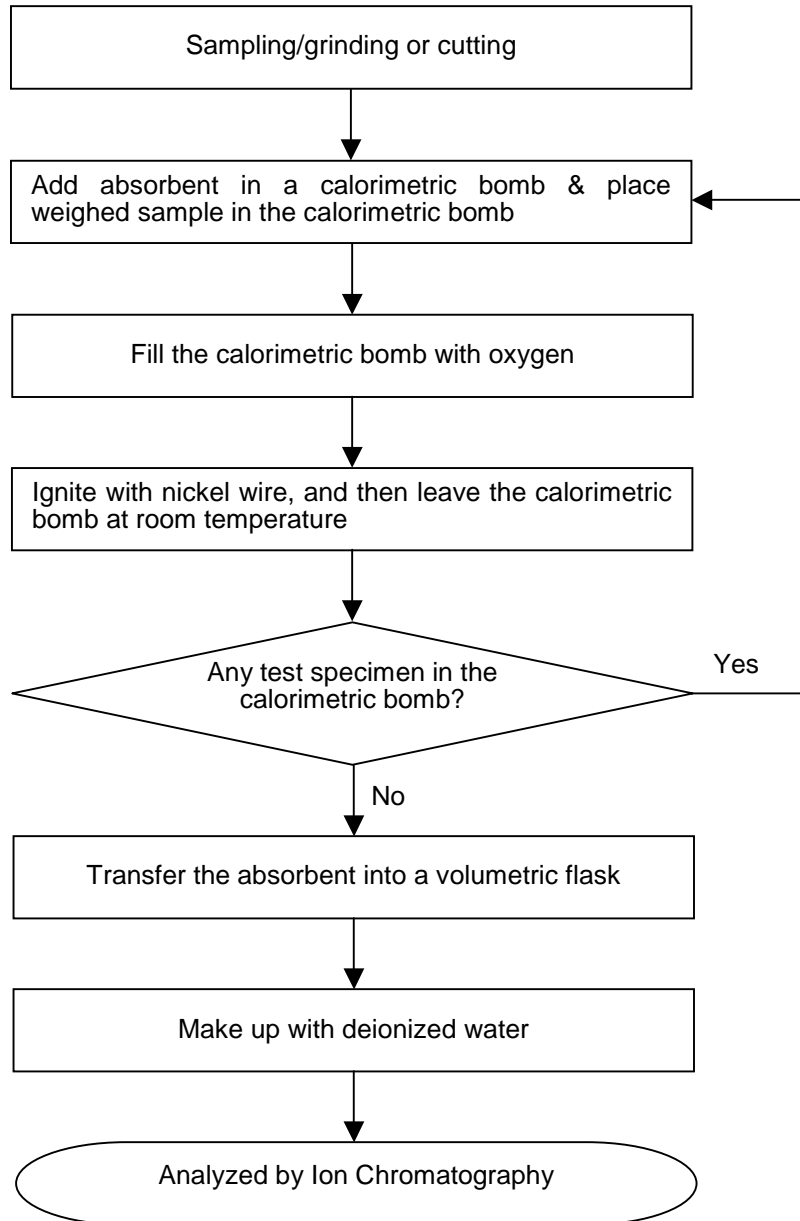 Sampling/grinding or cutting
Add absorbent in a calorimetric bomb & place
weighed sample in the calorimetric bomb
Fill the calorimetric bomb with oxygen
Ignite with nickel wire, and then leave the calorimetric
bomb at room temperature
Any test specimen in the
calorimetric bomb?
Yes
No
Transfer the absorbent into a volumetric flask
Make up with deionized water
Analyzed by Ion Chromatography